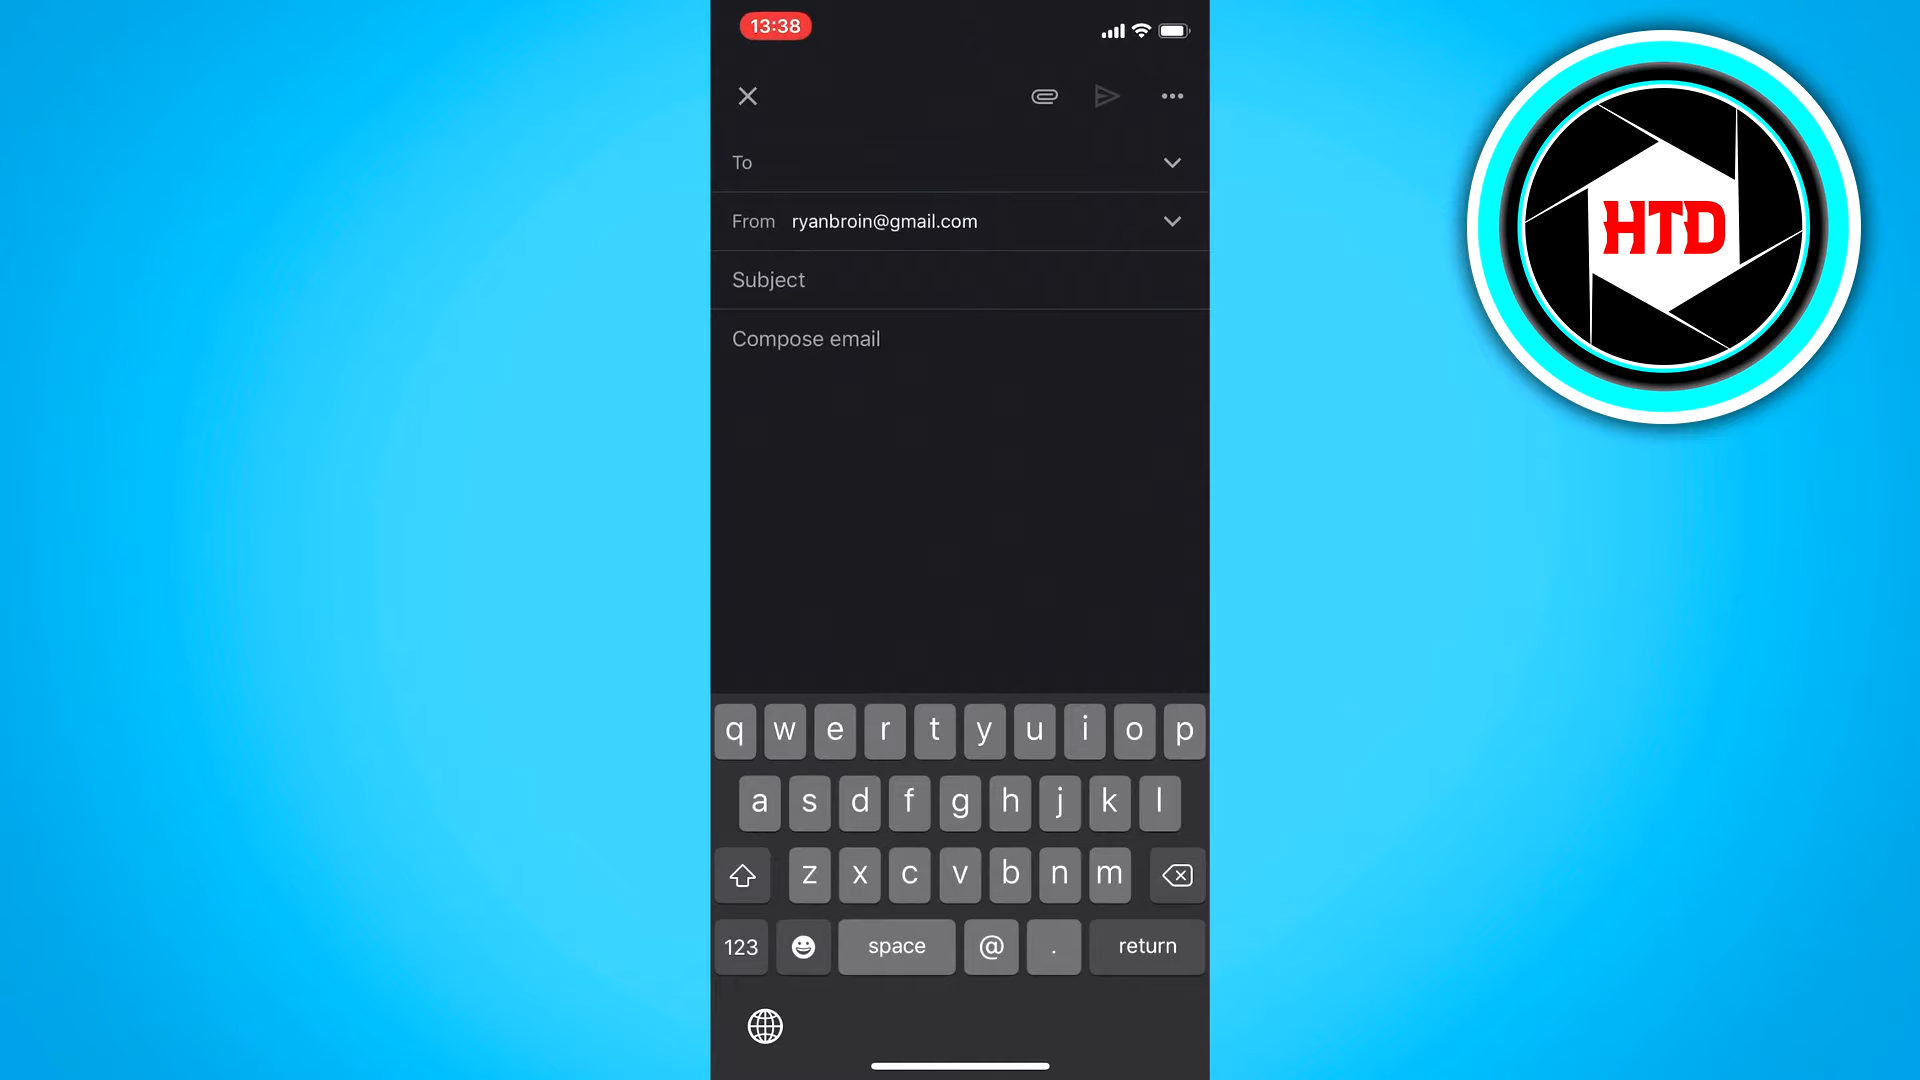 13:38
HTD
To
From ryanbroin@gmail.com
Subject
Compose email
q w e r t y u i o p
a s d f g h j k l
z x c v b n m
123 space @ . return